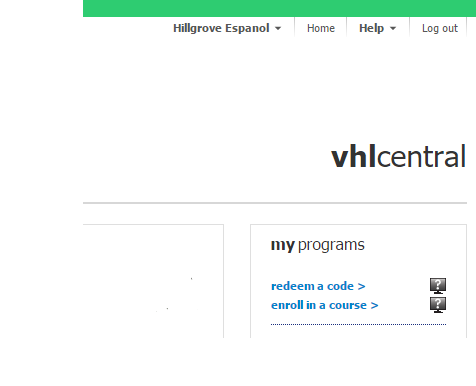 Hillgrove Espanol Home Help Log out
vhlcentral
my programs
redeem a code > ?
enroll in a course > ?